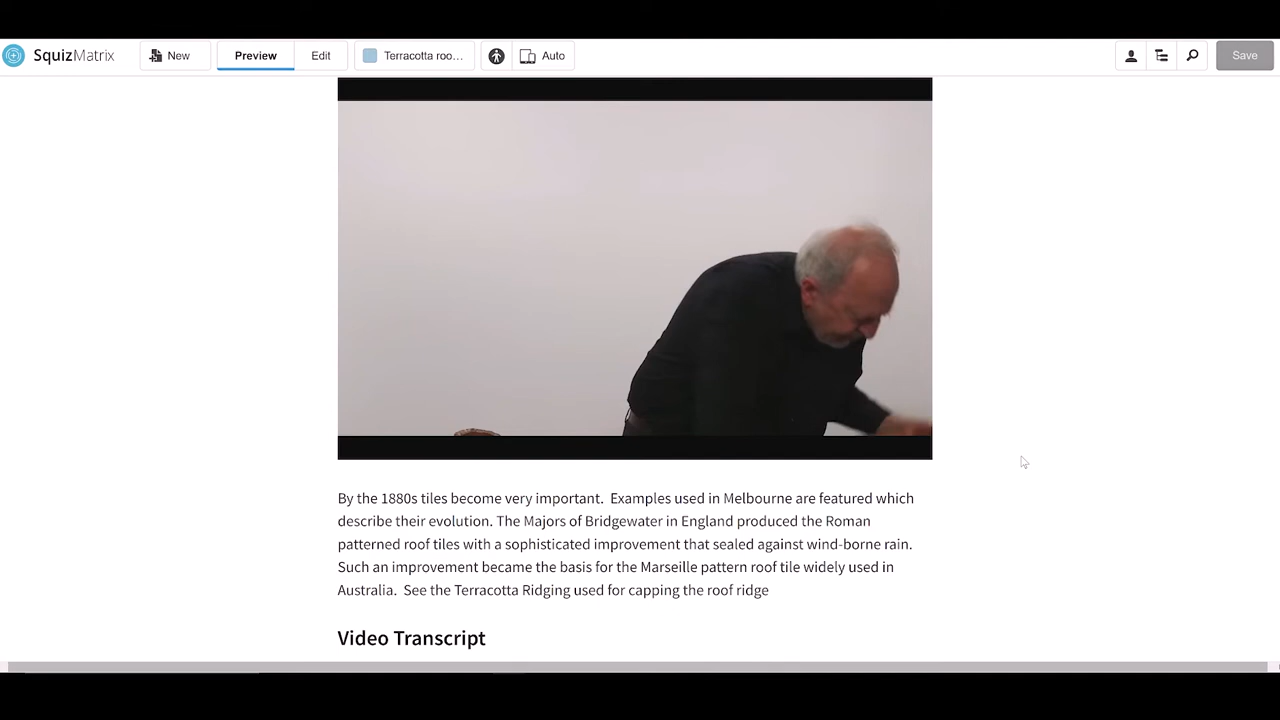 SquizMatrix New Preview Edit Terracotta roo... Auto Save
By the 1880s tiles become very important.  Examples used in Melbourne are featured which
describe their evolution. The Majors of Bridgewater in England produced the Roman
patterned roof tiles with a sophisticated improvement that sealed against wind-borne rain.
Such an improvement became the basis for the Marseille pattern roof tile widely used in
Australia.  See the Terracotta Ridging used for capping the roof ridge
Video Transcript